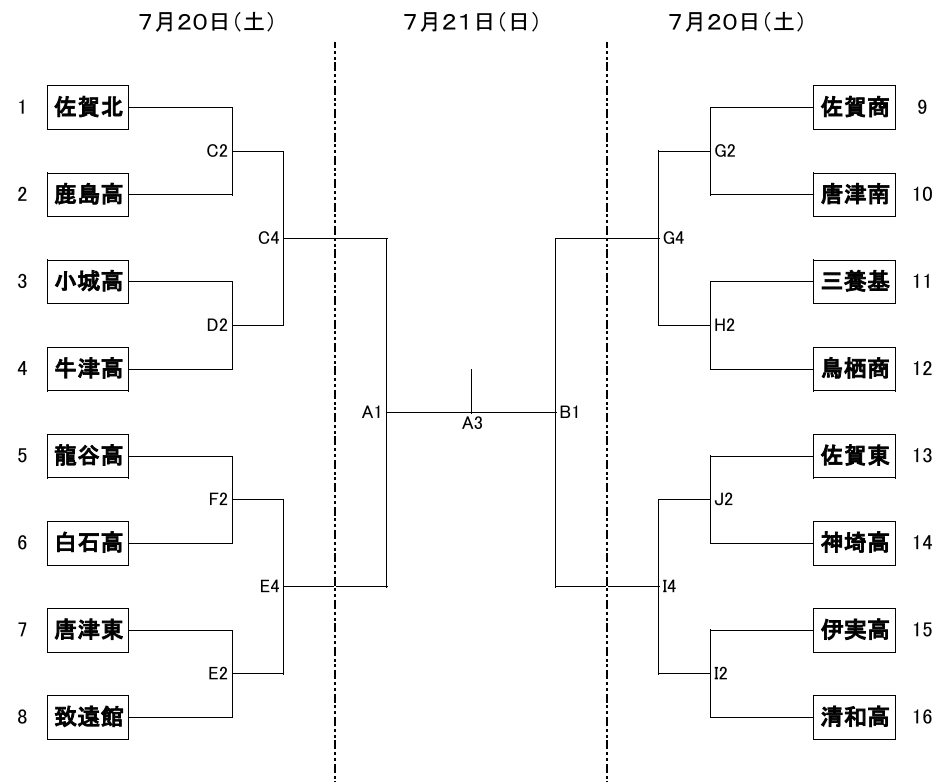 7月20日(土) 7月21日(日) 7月20日(土)
1 佐賀北 佐賀商 9
C2 G2
2 鹿島高 唐津南 10
C4 G4
3 小城高 三養基 11
D2 H2
4 牛津高 鳥栖商 12
A1 A3 B1
5 龍谷高 佐賀東 13
F2 J2
6 白石高 神埼高 14
E4 I4
7 唐津東 伊実高 15
E2 I2
8 致遠館 清和高 16